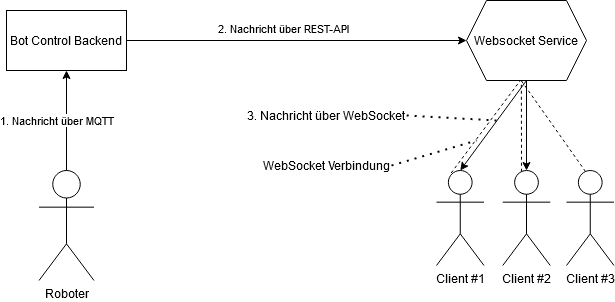 Bot Control Backend
2. Nachricht über REST-API
Websocket Service
1. Nachricht über MQTT
3. Nachricht über WebSocket
WebSocket Verbindung
Roboter
Client #1
Client #2
Client #3